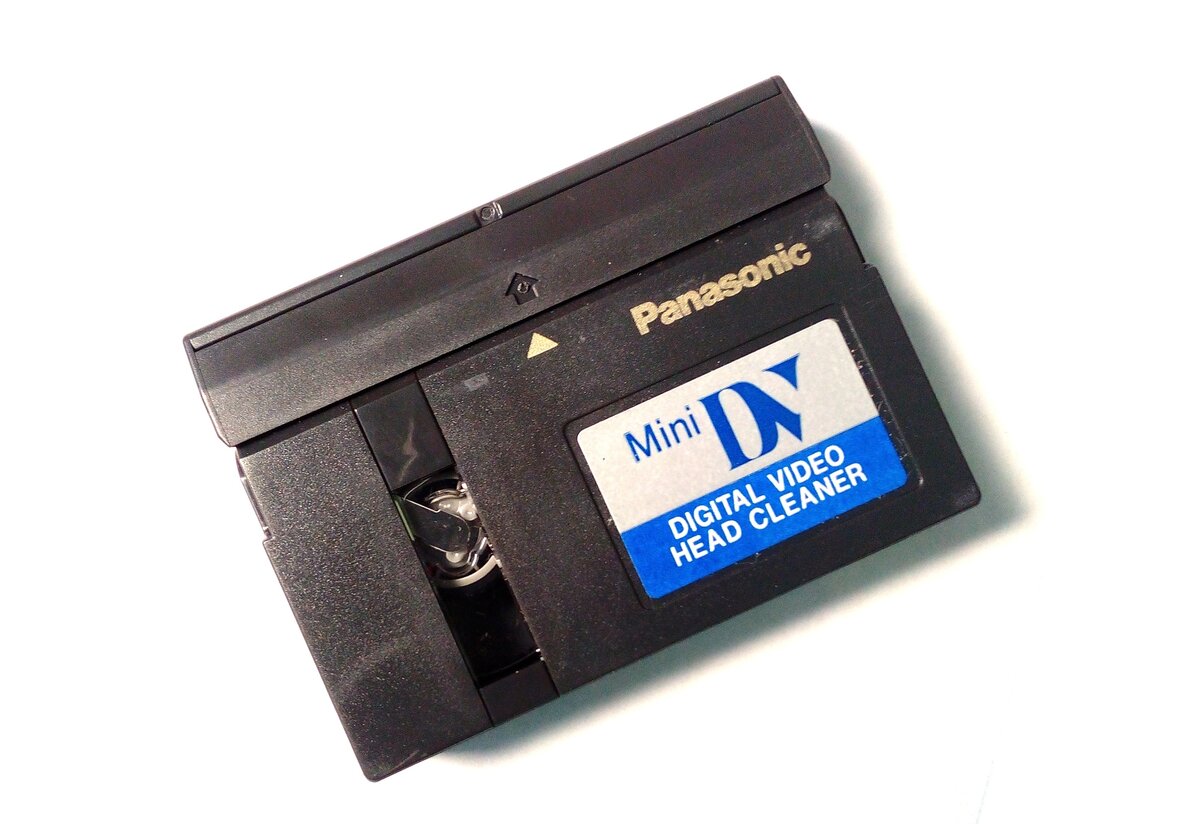 Panasonic
Mini DV
DIGITAL VIDEO
HEAD CLEANER